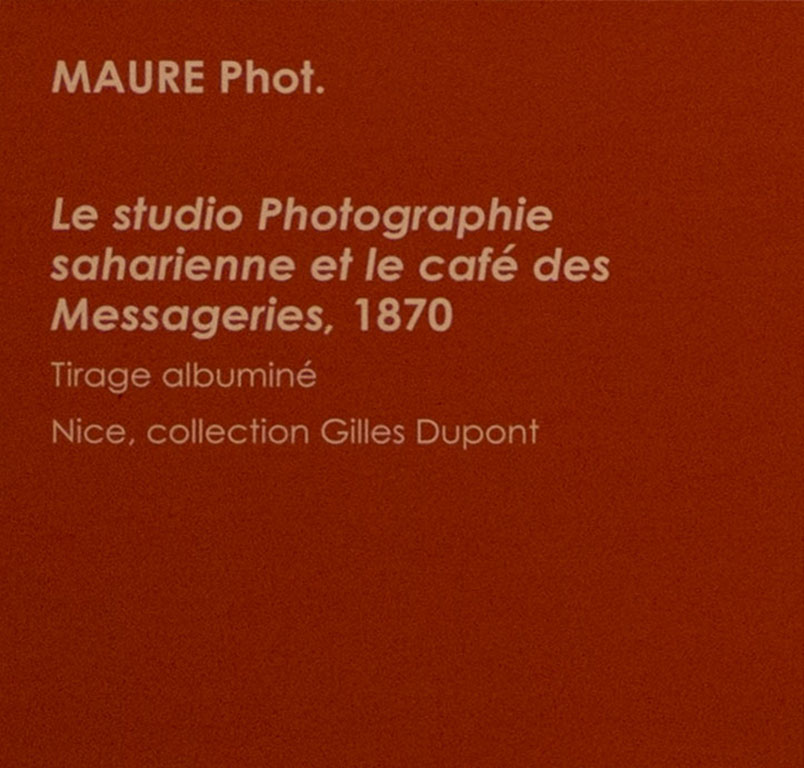 MAURE Phot.
Le studio Photographie
saharienne et le café des
Messageries, 1870
Tirage albuminé
Nice, collection Gilles Dupont